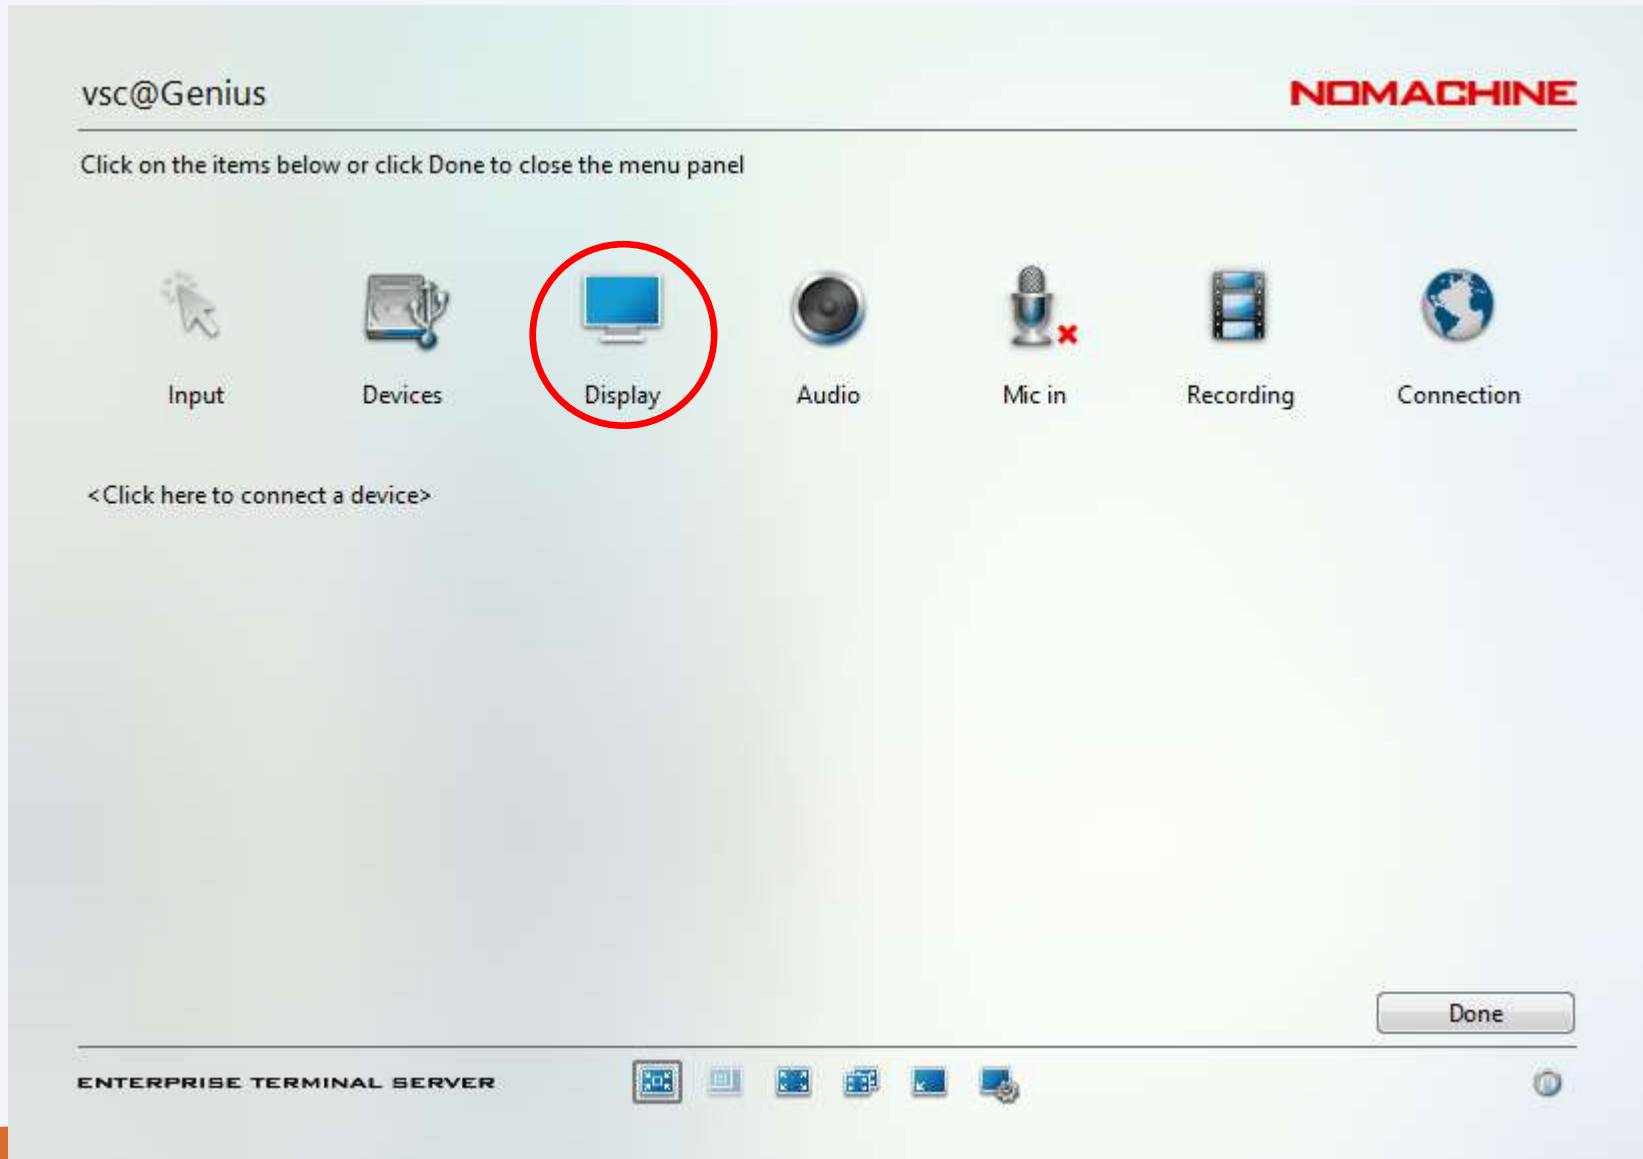 vsc@Genius
NOMACHINE
Click on the items below or click Done to close the menu panel
Input
Devices
Display
Audio
Mic in
Recording
Connection
<Click here to connect a device>
Done
ENTERPRISE TERMINAL SERVER